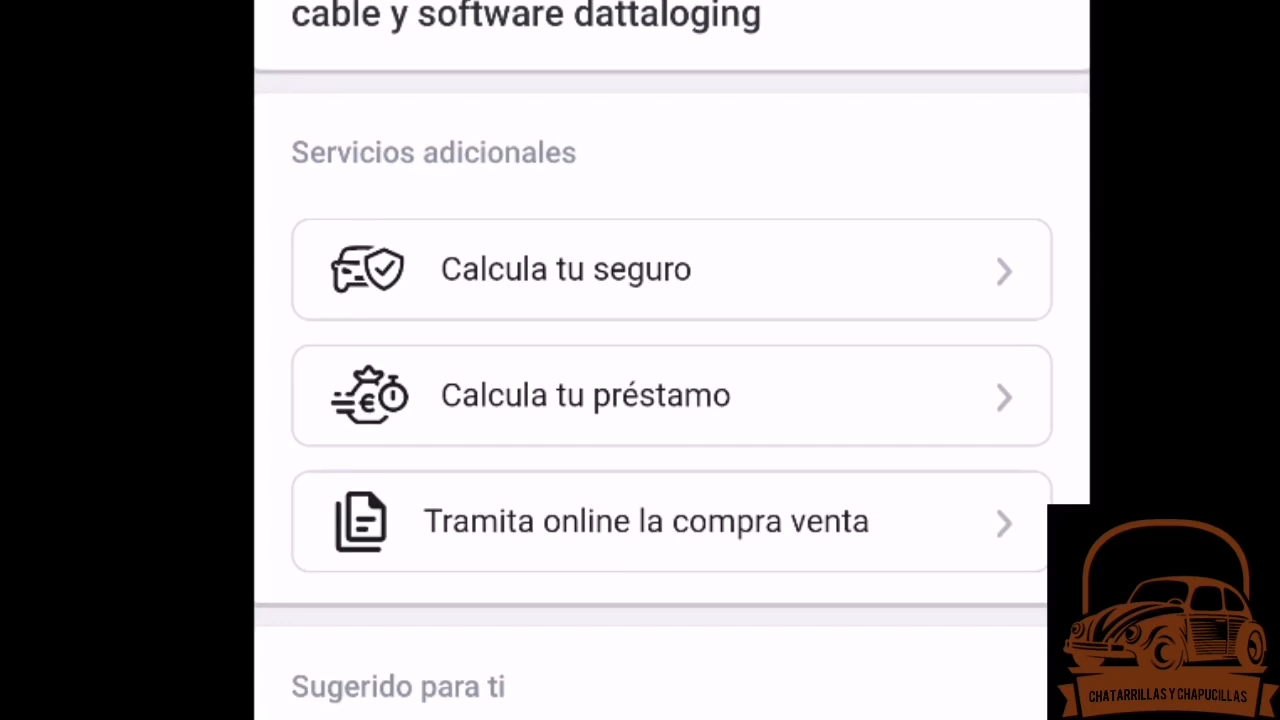 cable y software dattaloging
Servicios adicionales
Calcula tu seguro
€
Calcula tu préstamo
Tramita online la compra venta
Sugerido para ti
CHATARRILLAS Y CHAPUCILLAS